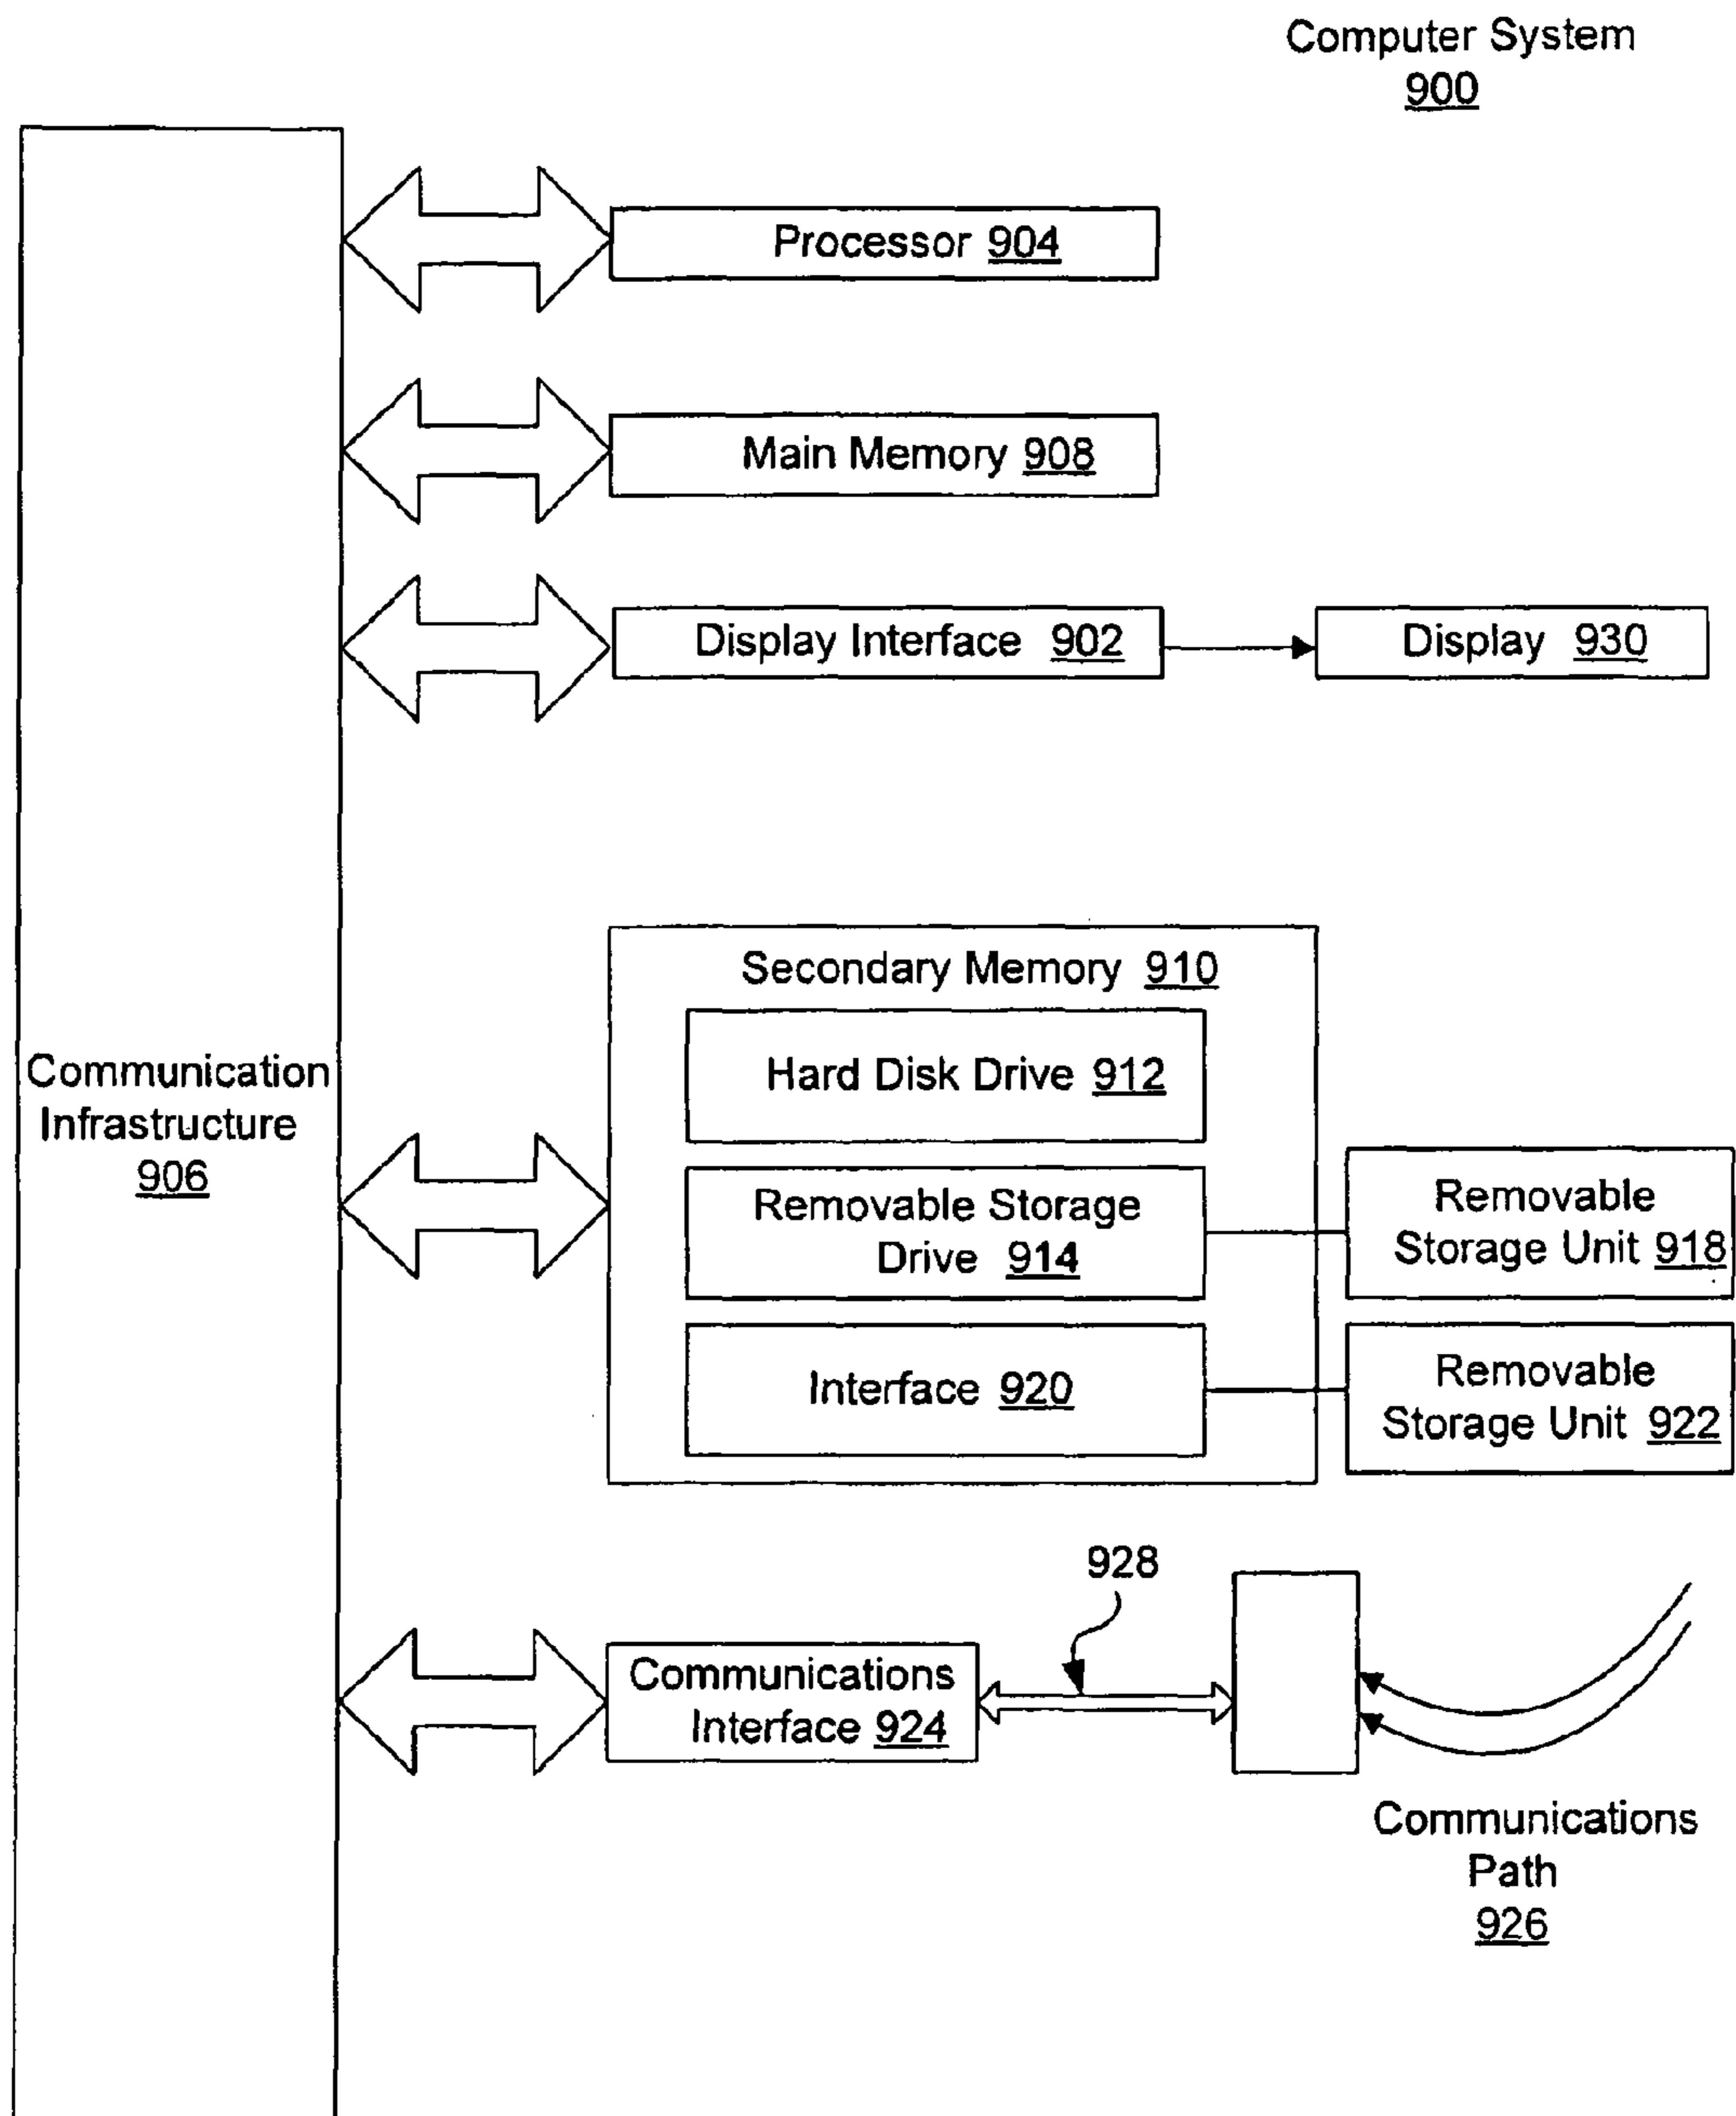 Computer System
900
Processor 904
Main Memory 908
Display Interface 902
Display 930
Secondary Memory 910
Hard Disk Drive 912
Communication
Infrastructure
906
Removable Storage
Drive 914
Removable
Storage Unit 918
Interface 920
Removable
Storage Unit 922
928
Communications
Interface 924
Communications
Path
926